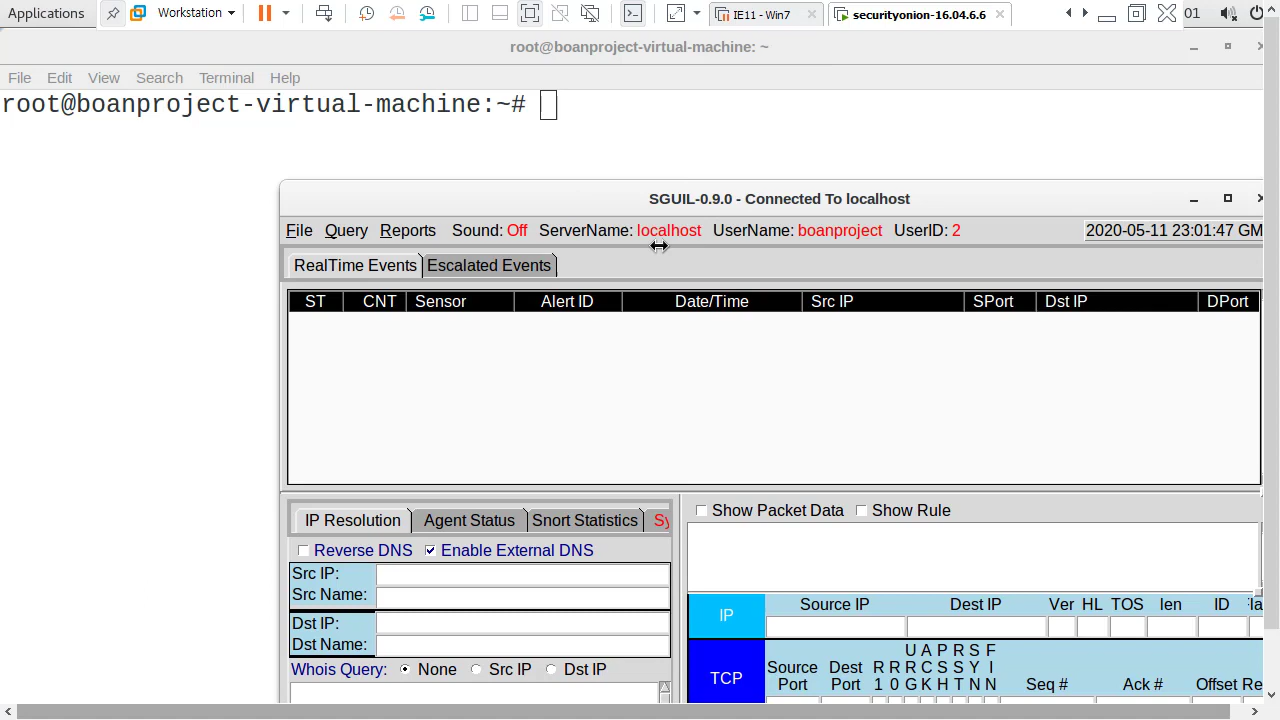 Applications Workstation IE11 - Win7 securityonion-16.04.6.6 01
root@boanproject-virtual-machine: ~
File Edit View Search Terminal Help
root@boanproject-virtual-machine:~#
SGUIL-0.9.0 - Connected To localhost
File Query Reports Sound: Off ServerName: localhost UserName: boanproject UserID: 2 2020-05-11 23:01:47 GM
RealTime Events Escalated Events
ST CNT Sensor Alert ID Date/Time Src IP SPort Dst IP DPort
IP Resolution Agent Status Snort Statistics Sy
Show Packet Data Show Rule
Reverse DNS Enable External DNS
Src IP:
Src Name:
Dst IP:
Dst Name:
Whois Query: None Src IP Dst IP
IP Source IP Dest IP Ver HL TOS len ID Fla
U A P R S F
Source Dest R R R C S S Y I
TCP Port Port 1 0 G K H T N N Seq # Ack # Offset Re